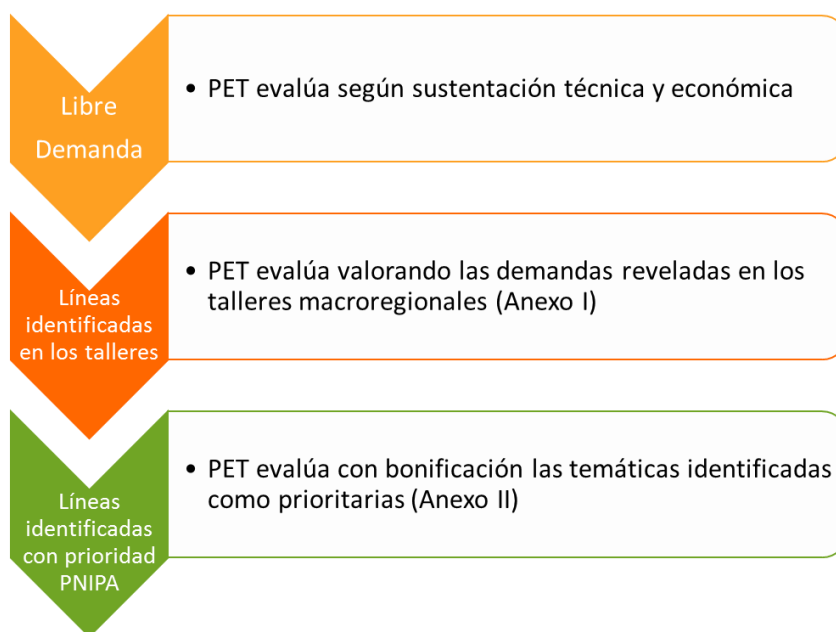 Libre
Demanda
• PET evalúa según sustentación técnica y económica
Líneas
identificadas
en los talleres
• PET evalúa valorando las demandas reveladas en los
talleres macroregionales (Anexo I)
Líneas
identificadas
con prioridad
PNIPA
• PET evalúa con bonificación las temáticas identificadas
como prioritarias (Anexo II)